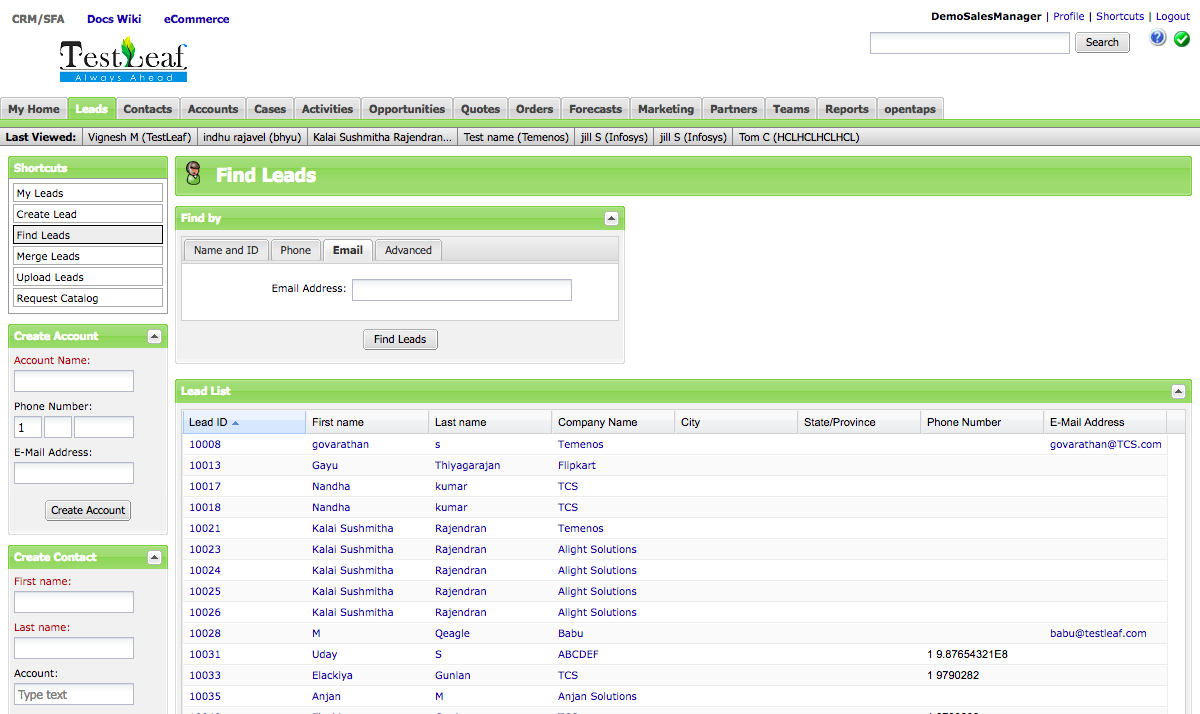 CRM/SFA Docs Wiki eCommerce
DemoSalesManager | Profile | Shortcuts | Logout
TestLeaf
Always Ahead
Search
My Home Leads Contacts Accounts Cases Activities Opportunities Quotes Orders Forecasts Marketing Partners Teams Reports opentaps
Last Viewed: Vignesh M (TestLeaf) indhu rajavel (bhyu) Kalai Sushmitha Rajendran... Test name (Temenos) jill S (Infosys) jill S (Infosys) Tom C (HCLHCLHCLHCL)
Shortcuts
My Leads
Create Lead
Find Leads
Merge Leads
Upload Leads
Request Catalog
Create Account
Account Name:
Phone Number:
1
E-Mail Address:
Create Account
Create Contact
First name:
Last name:
Account:
Type text
Find Leads
Find by
Name and ID Phone Email Advanced
Email Address:
Find Leads
Lead List
Lead ID First name Last name Company Name City State/Province Phone Number E-Mail Address
10008 govarathan s Temenos govarathan@TCS.com
10013 Gayu Thiyagarajan Flipkart
10017 Nandha kumar TCS
10018 Nandha kumar TCS
10021 Kalai Sushmitha Rajendran Temenos
10023 Kalai Sushmitha Rajendran Alight Solutions
10024 Kalai Sushmitha Rajendran Alight Solutions
10025 Kalai Sushmitha Rajendran Alight Solutions
10026 Kalai Sushmitha Rajendran Alight Solutions
10028 M Qeagle Babu babu@testleaf.com
10031 Uday S ABCDEF 1 9.87654321E8
10033 Elackiya Gunlan TCS 1 9790282
10035 Anjan M Anjan Solutions